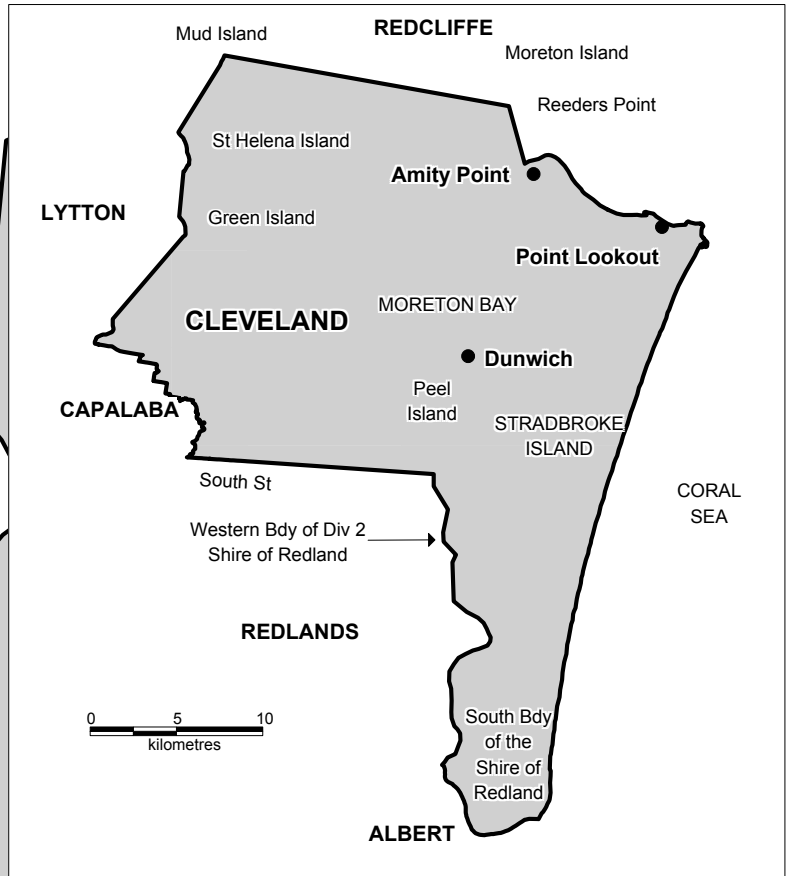 Mud Island
REDCLIFFE
Moreton Island
Reeders Point
St Helena Island
Amity Point
LYTTON
Green Island
Point Lookout
MORETON BAY
CLEVELAND
Dunwich
Peel
Island
CAPALABA
STRADBROKE
ISLAND
South St
CORAL
SEA
Western Bdy of Div 2
Shire of Redland
REDLANDS
South Bdy
of the
Shire of
Redland
0 5 10
kilometres
ALBERT